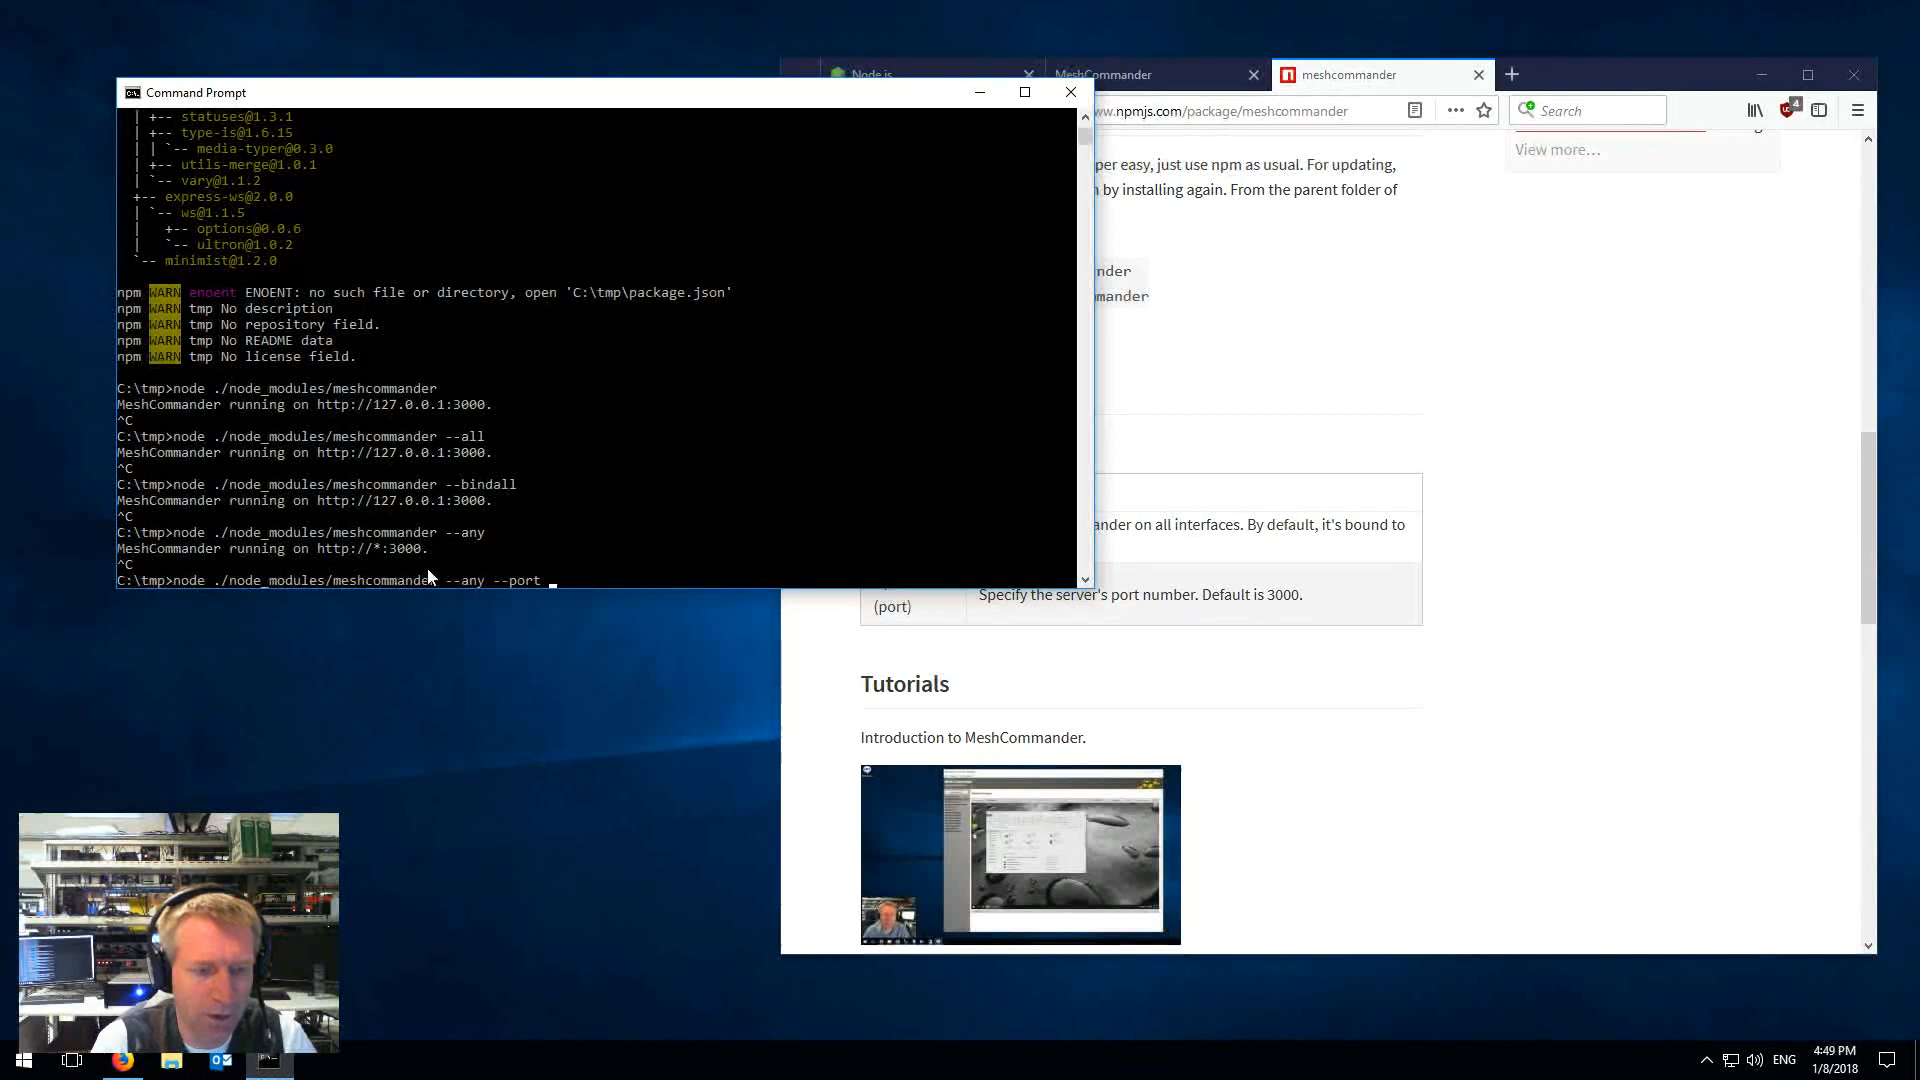 Node.js
MeshCommander
meshcommander
Command Prompt
ww.npmjs.com/package/meshcommander
Search
4
| +-- statuses@1.3.1
| +-- type-is@1.6.15
| | `-- media-typer@0.3.0
| +-- utils-merge@1.0.1
| `-- vary@1.1.2
+-- express-ws@2.0.0
| `-- ws@1.1.5
|   +-- options@0.0.6
|   `-- ultron@1.0.2
`-- minimist@1.2.0
npm WARN enoent ENOENT: no such file or directory, open 'C:\tmp\package.json'
npm WARN tmp No description
npm WARN tmp No repository field.
npm WARN tmp No README data
npm WARN tmp No license field.
C:\tmp>node ./node_modules/meshcommander
MeshCommander running on http://127.0.0.1:3000.
^C
C:\tmp>node ./node_modules/meshcommander --all
MeshCommander running on http://127.0.0.1:3000.
^C
C:\tmp>node ./node_modules/meshcommander --bindall
MeshCommander running on http://127.0.0.1:3000.
^C
C:\tmp>node ./node_modules/meshcommander --any
MeshCommander running on http://*:3000.
^C
C:\tmp>node ./node_modules/meshcommander --any --port _
per easy, just use npm as usual. For updating,
by installing again. From the parent folder of
nder
mmander
ander on all interfaces. By default, it's bound to
(port)
Specify the server's port number. Default is 3000.
View more...
Tutorials
Introduction to MeshCommander.
ENG
4:49 PM
1/8/2018